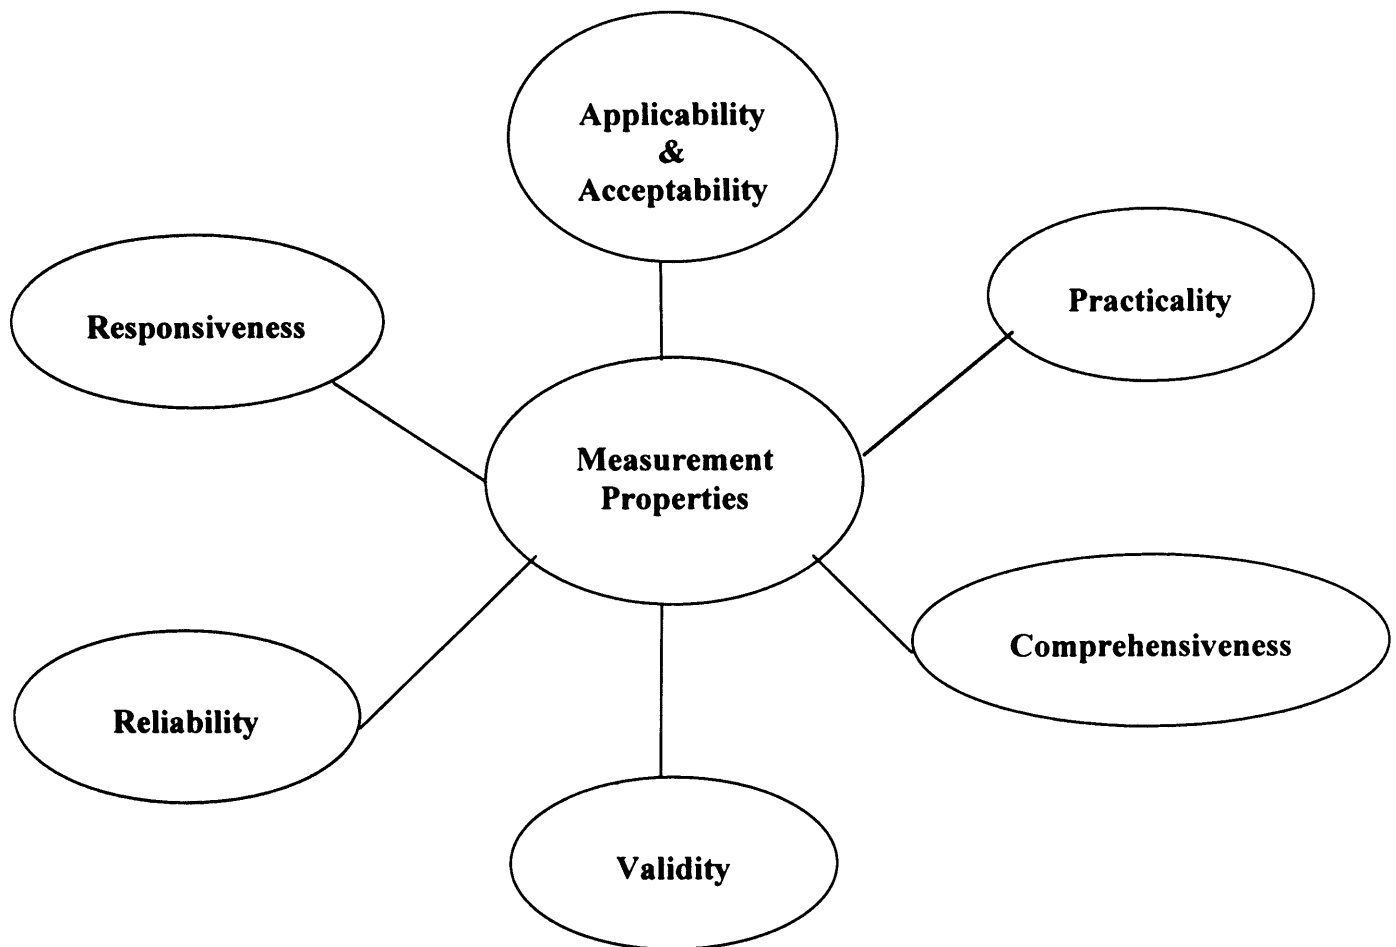 Applicability
&
Acceptability
Practicality
Responsiveness
Measurement
Properties
Comprehensiveness
Reliability
Validity